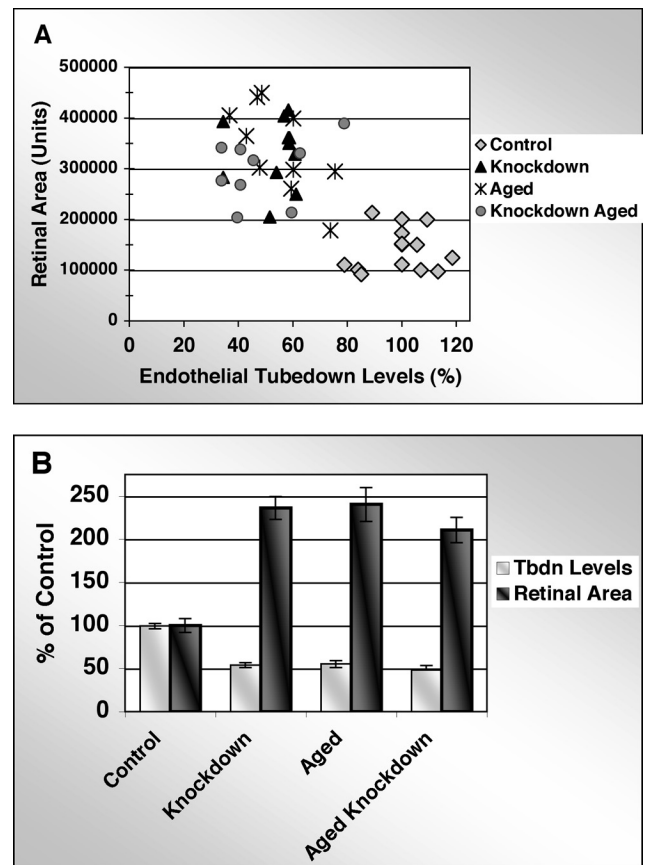 A
500000
400000
300000
200000
100000
0
Retinal Area (Units)
0 20 40 60 80 100 120
Endothelial Tubedown Levels (%)
Control
Knockdown
Aged
Knockdown Aged
B
250
200
150
100
50
0
% of Control
Control
Knockdown
Aged
Aged Knockdown
Tbdn Levels
Retinal Area